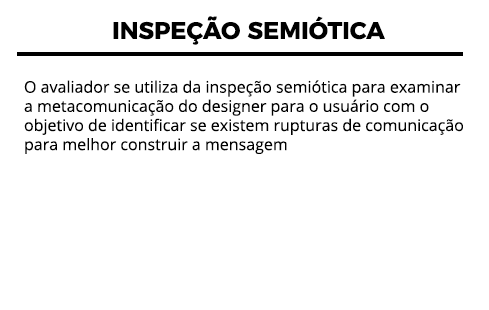 INSPEÇÃO SEMIÓTICA
O avaliador se utiliza da inspeção semiótica para examinar
a metacomunicação do designer para o usuário com o
objetivo de identificar se existem rupturas de comunicação
para melhor construir a mensagem